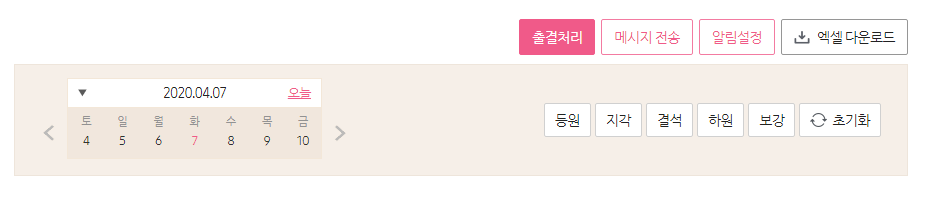 출결처리 메시지 전송 알림설정 엑셀 다운로드
▼ 2020.04.07 오늘
토 일 월 화 수 목 금
4 5 6 7 8 9 10
등원 지각 결석 하원 보강 초기화